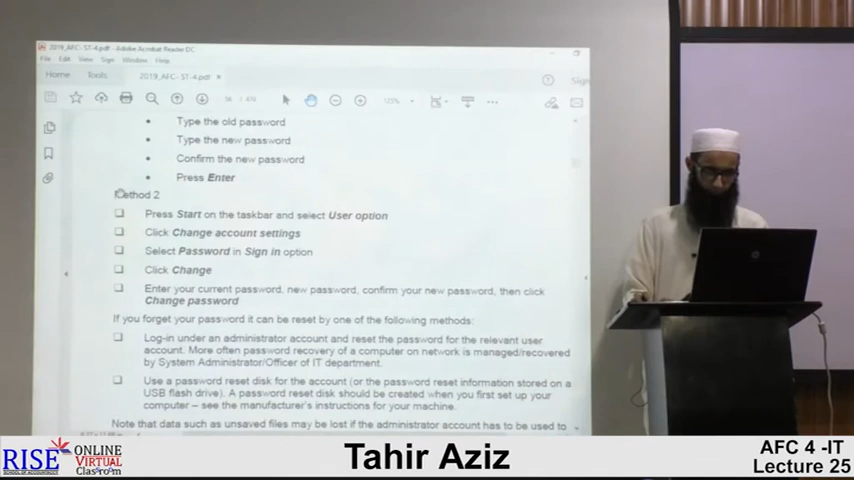 2019_AFC- ST-4.pdf - Adobe Acrobat Reader DC
File Edit View Sign Window Help
Home Tools 2019_AFC- ST-4.pdf ×
Sign
96 / 416
125%
• Type the old password
• Type the new password
• Confirm the new password
• Press Enter
Method 2
❑ Press Start on the taskbar and select User option
❑ Click Change account settings
❑ Select Password in Sign in option
❑ Click Change
❑ Enter your current password, new password, confirm your new password, then click
Change password
If you forget your password it can be reset by one of the following methods:
❑ Log-in under an administrator account and reset the password for the relevant user
account. More often password recovery of a computer on network is managed/recovered
by System Administrator/Officer of IT department.
❑ Use a password reset disk for the account (or the password reset information stored on a
USB flash drive). A password reset disk should be created when you first set up your
computer – see the manufacturer's instructions for your machine.
Note that data such as unsaved files may be lost if the administrator account has to be used to
hp
RISE
SCHOOL OF ACCOUNTANCY
ONLINE
VIRTUAL
Classroom
Tahir Aziz
AFC 4 -IT
Lecture 25